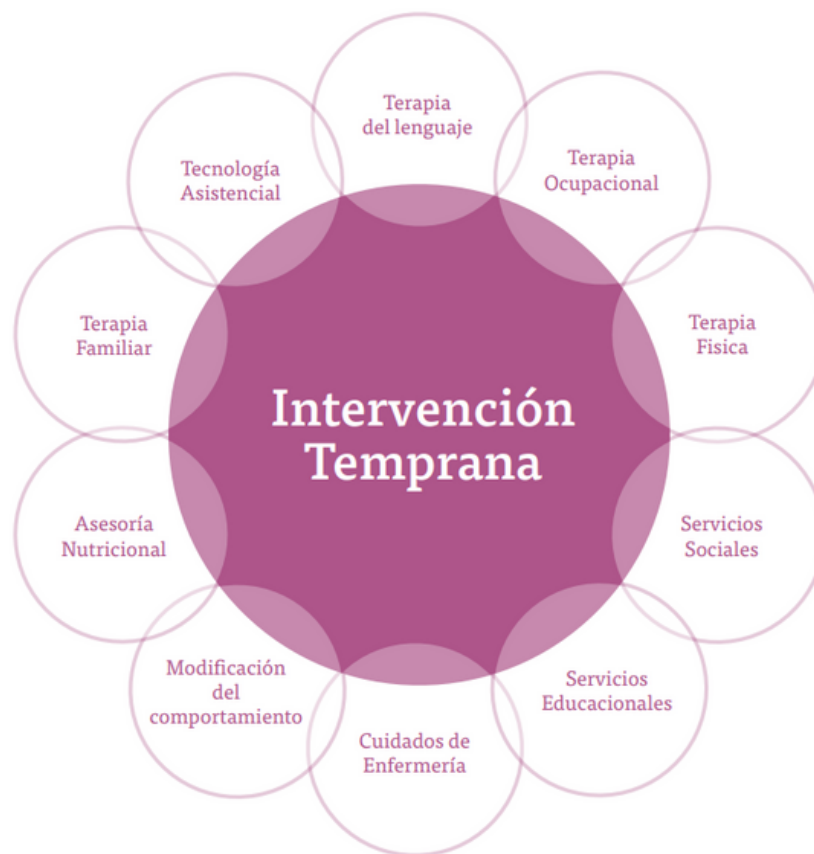 Terapia
del lenguaje
Terapia
Ocupacional
Terapia
Fisica
Servicios
Sociales
Servicios
Educacionales
Cuidados de
Enfermería
Modificación
del
comportamiento
Asesoría
Nutricional
Terapia
Familiar
Tecnología
Asistencial
Intervención
Temprana